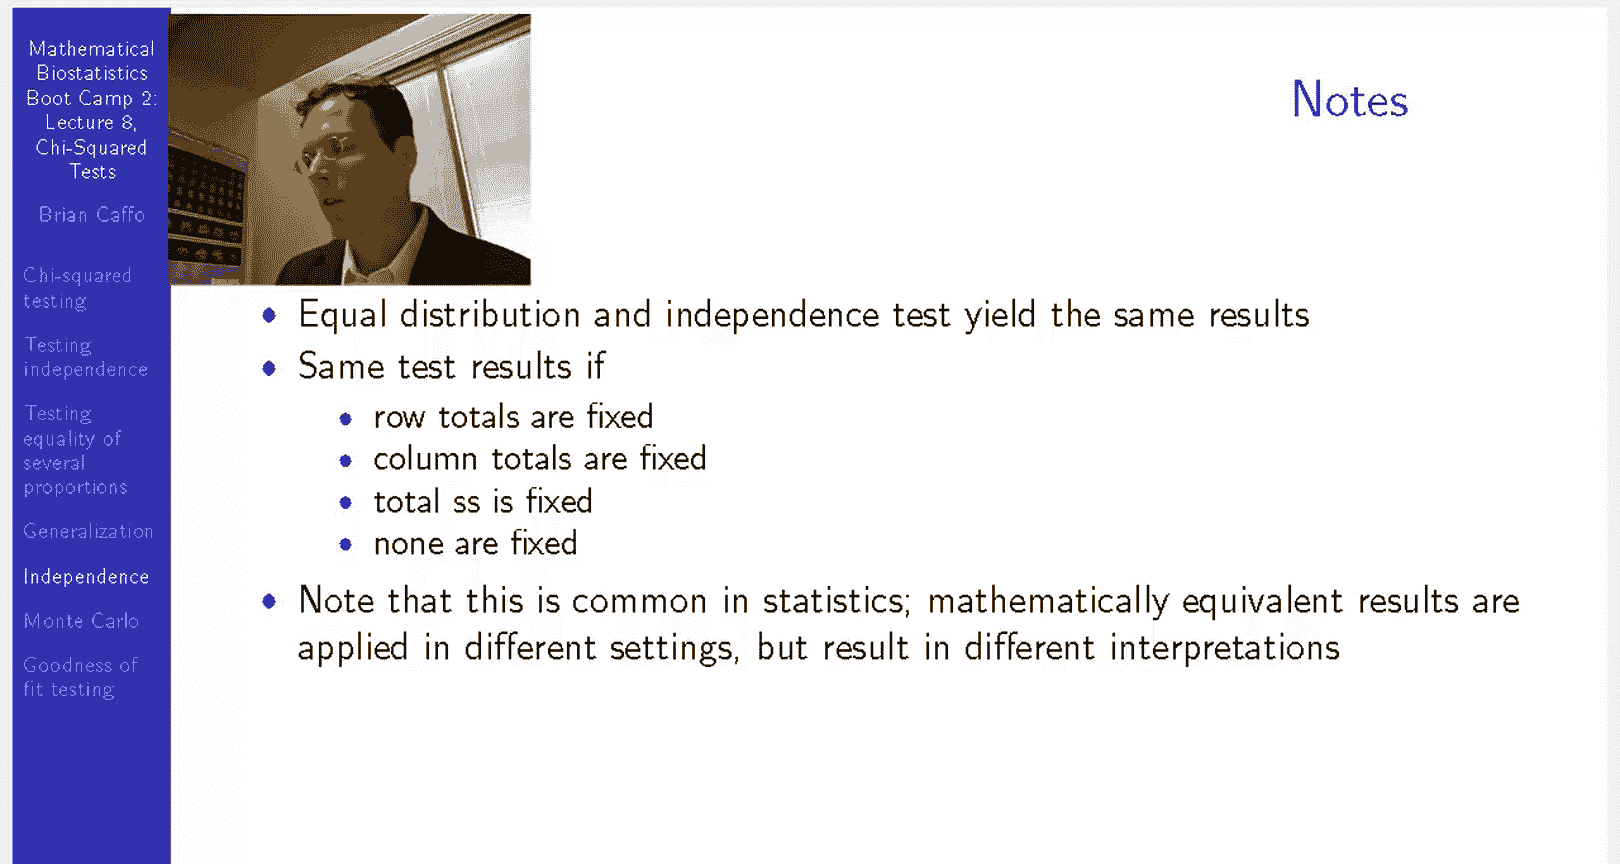 Mathematical
Biostatistics
Boot Camp 2:
Lecture 8,
Chi-Squared
Tests
Brian Caffo
Chi-squared
testing
Testing
independence
Testing
equality of
several
proportions
Generalization
Independence
Monte Carlo
Goodness of
fit testing
Notes
Equal distribution and independence test yield the same results
Same test results if
row totals are fixed
column totals are fixed
total ss is fixed
none are fixed
Note that this is common in statistics; mathematically equivalent results are
applied in different settings, but result in different interpretations